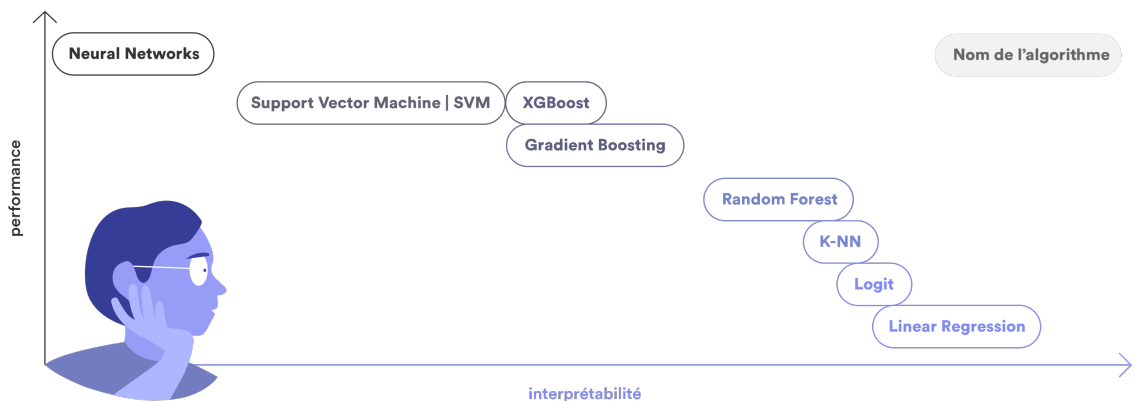 Neural Networks
Nom de l’algorithme
Support Vector Machine | SVM
XGBoost
Gradient Boosting
performance
Random Forest
K-NN
Logit
Linear Regression
interprétabilité